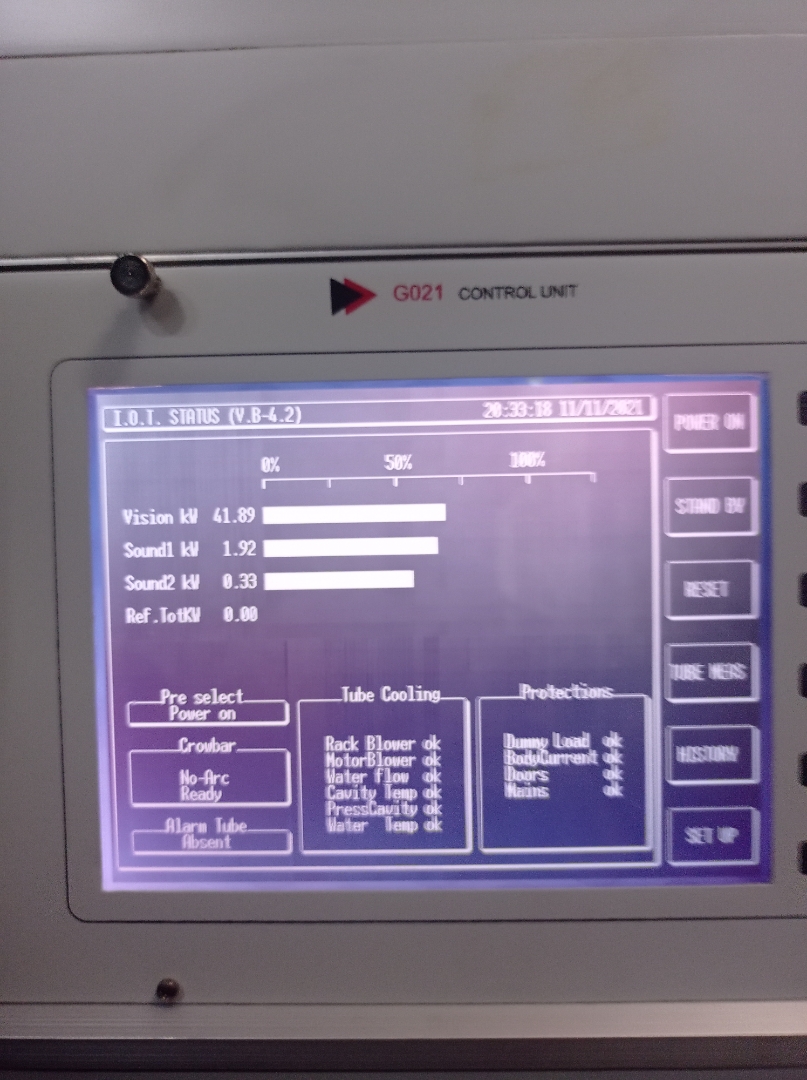 G021 CONTROL UNIT
I.O.T. STATUS (V.B-4.2) 20:33:18 11/11/2021
0% 50% 100%
Vision kW 41.89
Sound1 kW 1.92
Sound2 kW 0.33
Ref.TotKW 0.00
Pre select
Power on
Crowbar
No-Arc
Ready
Alarm Tube
Absent
Tube Cooling
Rack Blower ok
MotorBlower ok
Water flow ok
Cavity Temp ok
PressCavity ok
Water Temp ok
Protections
Dummy Load ok
BodyCurrent ok
Doors ok
Mains ok
POWER ON
STAND BY
RESET
TUBE MEAS
HISTORY
SET UP